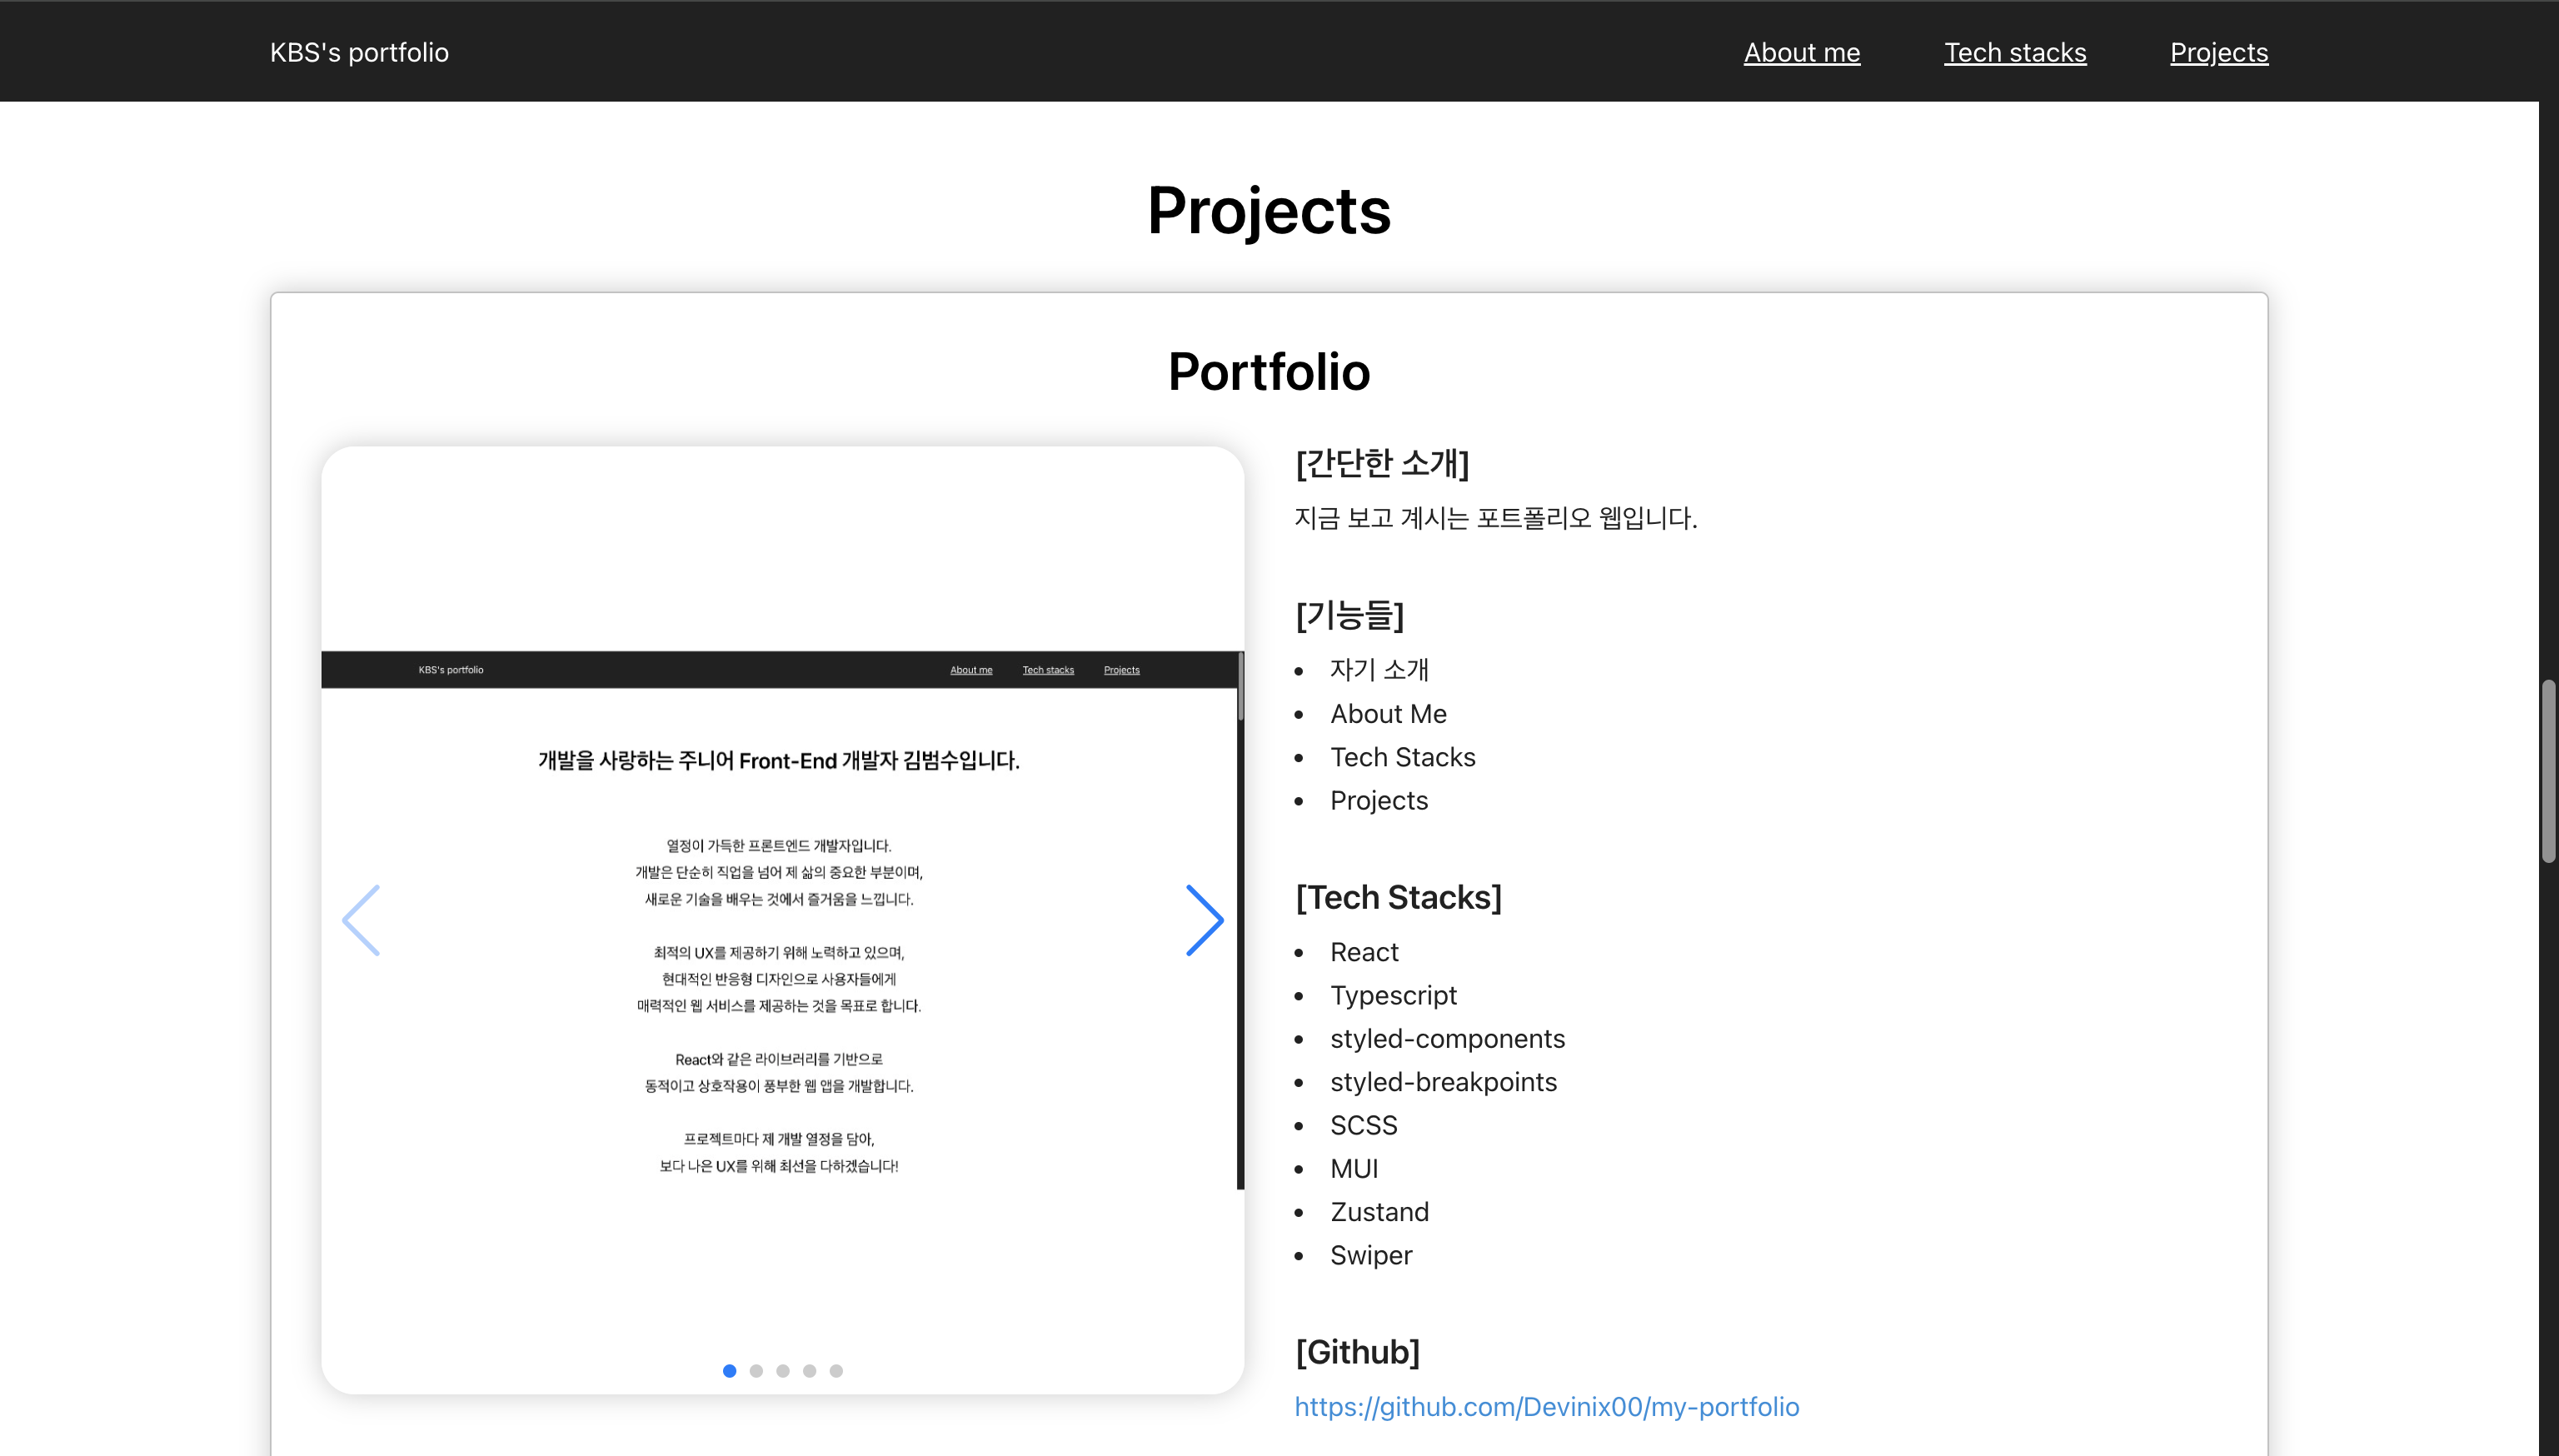 KBS's portfolio
About me
Tech stacks
Projects
Projects
Portfolio
KBS's portfolio
About me
Tech stacks
Projects
개발을 사랑하는 주니어 Front-End 개발자 김범수입니다.
열정이 가득한 프론트엔드 개발자입니다.
개발은 단순히 직업을 넘어 제 삶의 중요한 부분이며,
새로운 기술을 배우는 것에서 즐거움을 느낍니다.
최적의 UX를 제공하기 위해 노력하고 있으며,
현대적인 반응형 디자인으로 사용자들에게
매력적인 웹 서비스를 제공하는 것을 목표로 합니다.
React와 같은 라이브러리를 기반으로
동적이고 상호작용이 풍부한 웹 앱을 개발합니다.
프로젝트마다 제 개발 열정을 담아,
보다 나은 UX를 위해 최선을 다하겠습니다!
[간단한 소개]
지금 보고 계시는 포트폴리오 웹입니다.
[기능들]
• 자기 소개
• About Me
• Tech Stacks
• Projects
[Tech Stacks]
• React
• Typescript
• styled-components
• styled-breakpoints
• SCSS
• MUI
• Zustand
• Swiper
[Github]
https://github.com/Devinix00/my-portfolio